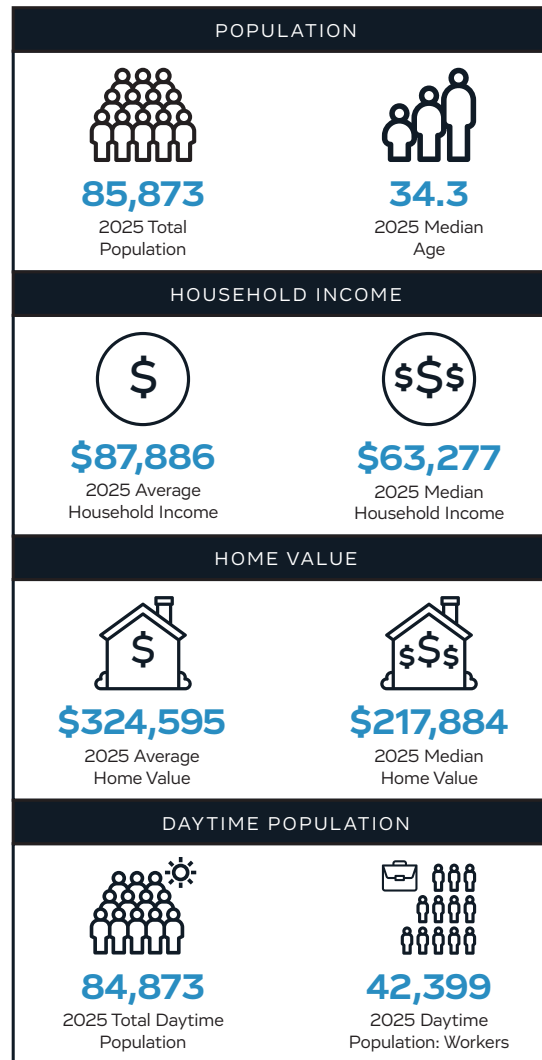 POPULATION
85,873
2025 Total
Population
34.3
2025 Median
Age
HOUSEHOLD INCOME
$
$87,886
2025 Average
Household Income
$$$
$63,277
2025 Median
Household Income
HOME VALUE
$
$324,595
2025 Average
Home Value
$$$
$217,884
2025 Median
Home Value
DAYTIME POPULATION
84,873
2025 Total Daytime
Population
42,399
2025 Daytime
Population: Workers